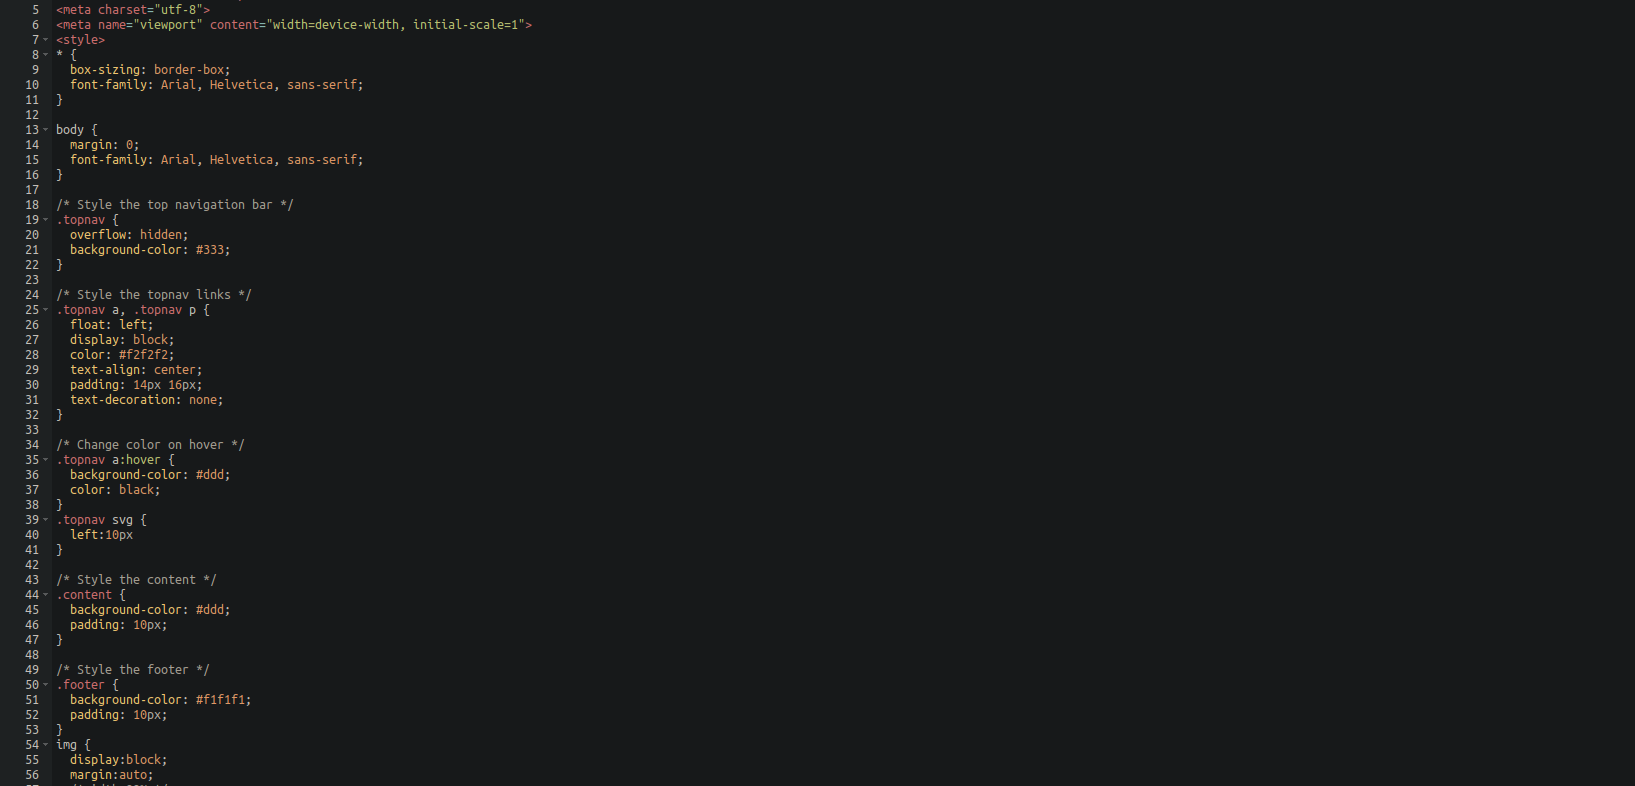 5 <meta charset="utf-8">
6 <meta name="viewport" content="width=device-width, initial-scale=1">
7 <style>
8 * {
9   box-sizing: border-box;
10   font-family: Arial, Helvetica, sans-serif;
11 }
12
13 body {
14   margin: 0;
15   font-family: Arial, Helvetica, sans-serif;
16 }
17
18 /* Style the top navigation bar */
19 .topnav {
20   overflow: hidden;
21   background-color: #333;
22 }
23
24 /* Style the topnav links */
25 .topnav a, .topnav p {
26   float: left;
27   display: block;
28   color: #f2f2f2;
29   text-align: center;
30   padding: 14px 16px;
31   text-decoration: none;
32 }
33
34 /* Change color on hover */
35 .topnav a:hover {
36   background-color: #ddd;
37   color: black;
38 }
39 .topnav svg {
40   left:10px
41 }
42
43 /* Style the content */
44 .content {
45   background-color: #ddd;
46   padding: 10px;
47 }
48
49 /* Style the footer */
50 .footer {
51   background-color: #f1f1f1;
52   padding: 10px;
53 }
54 img {
55   display:block;
56   margin:auto;